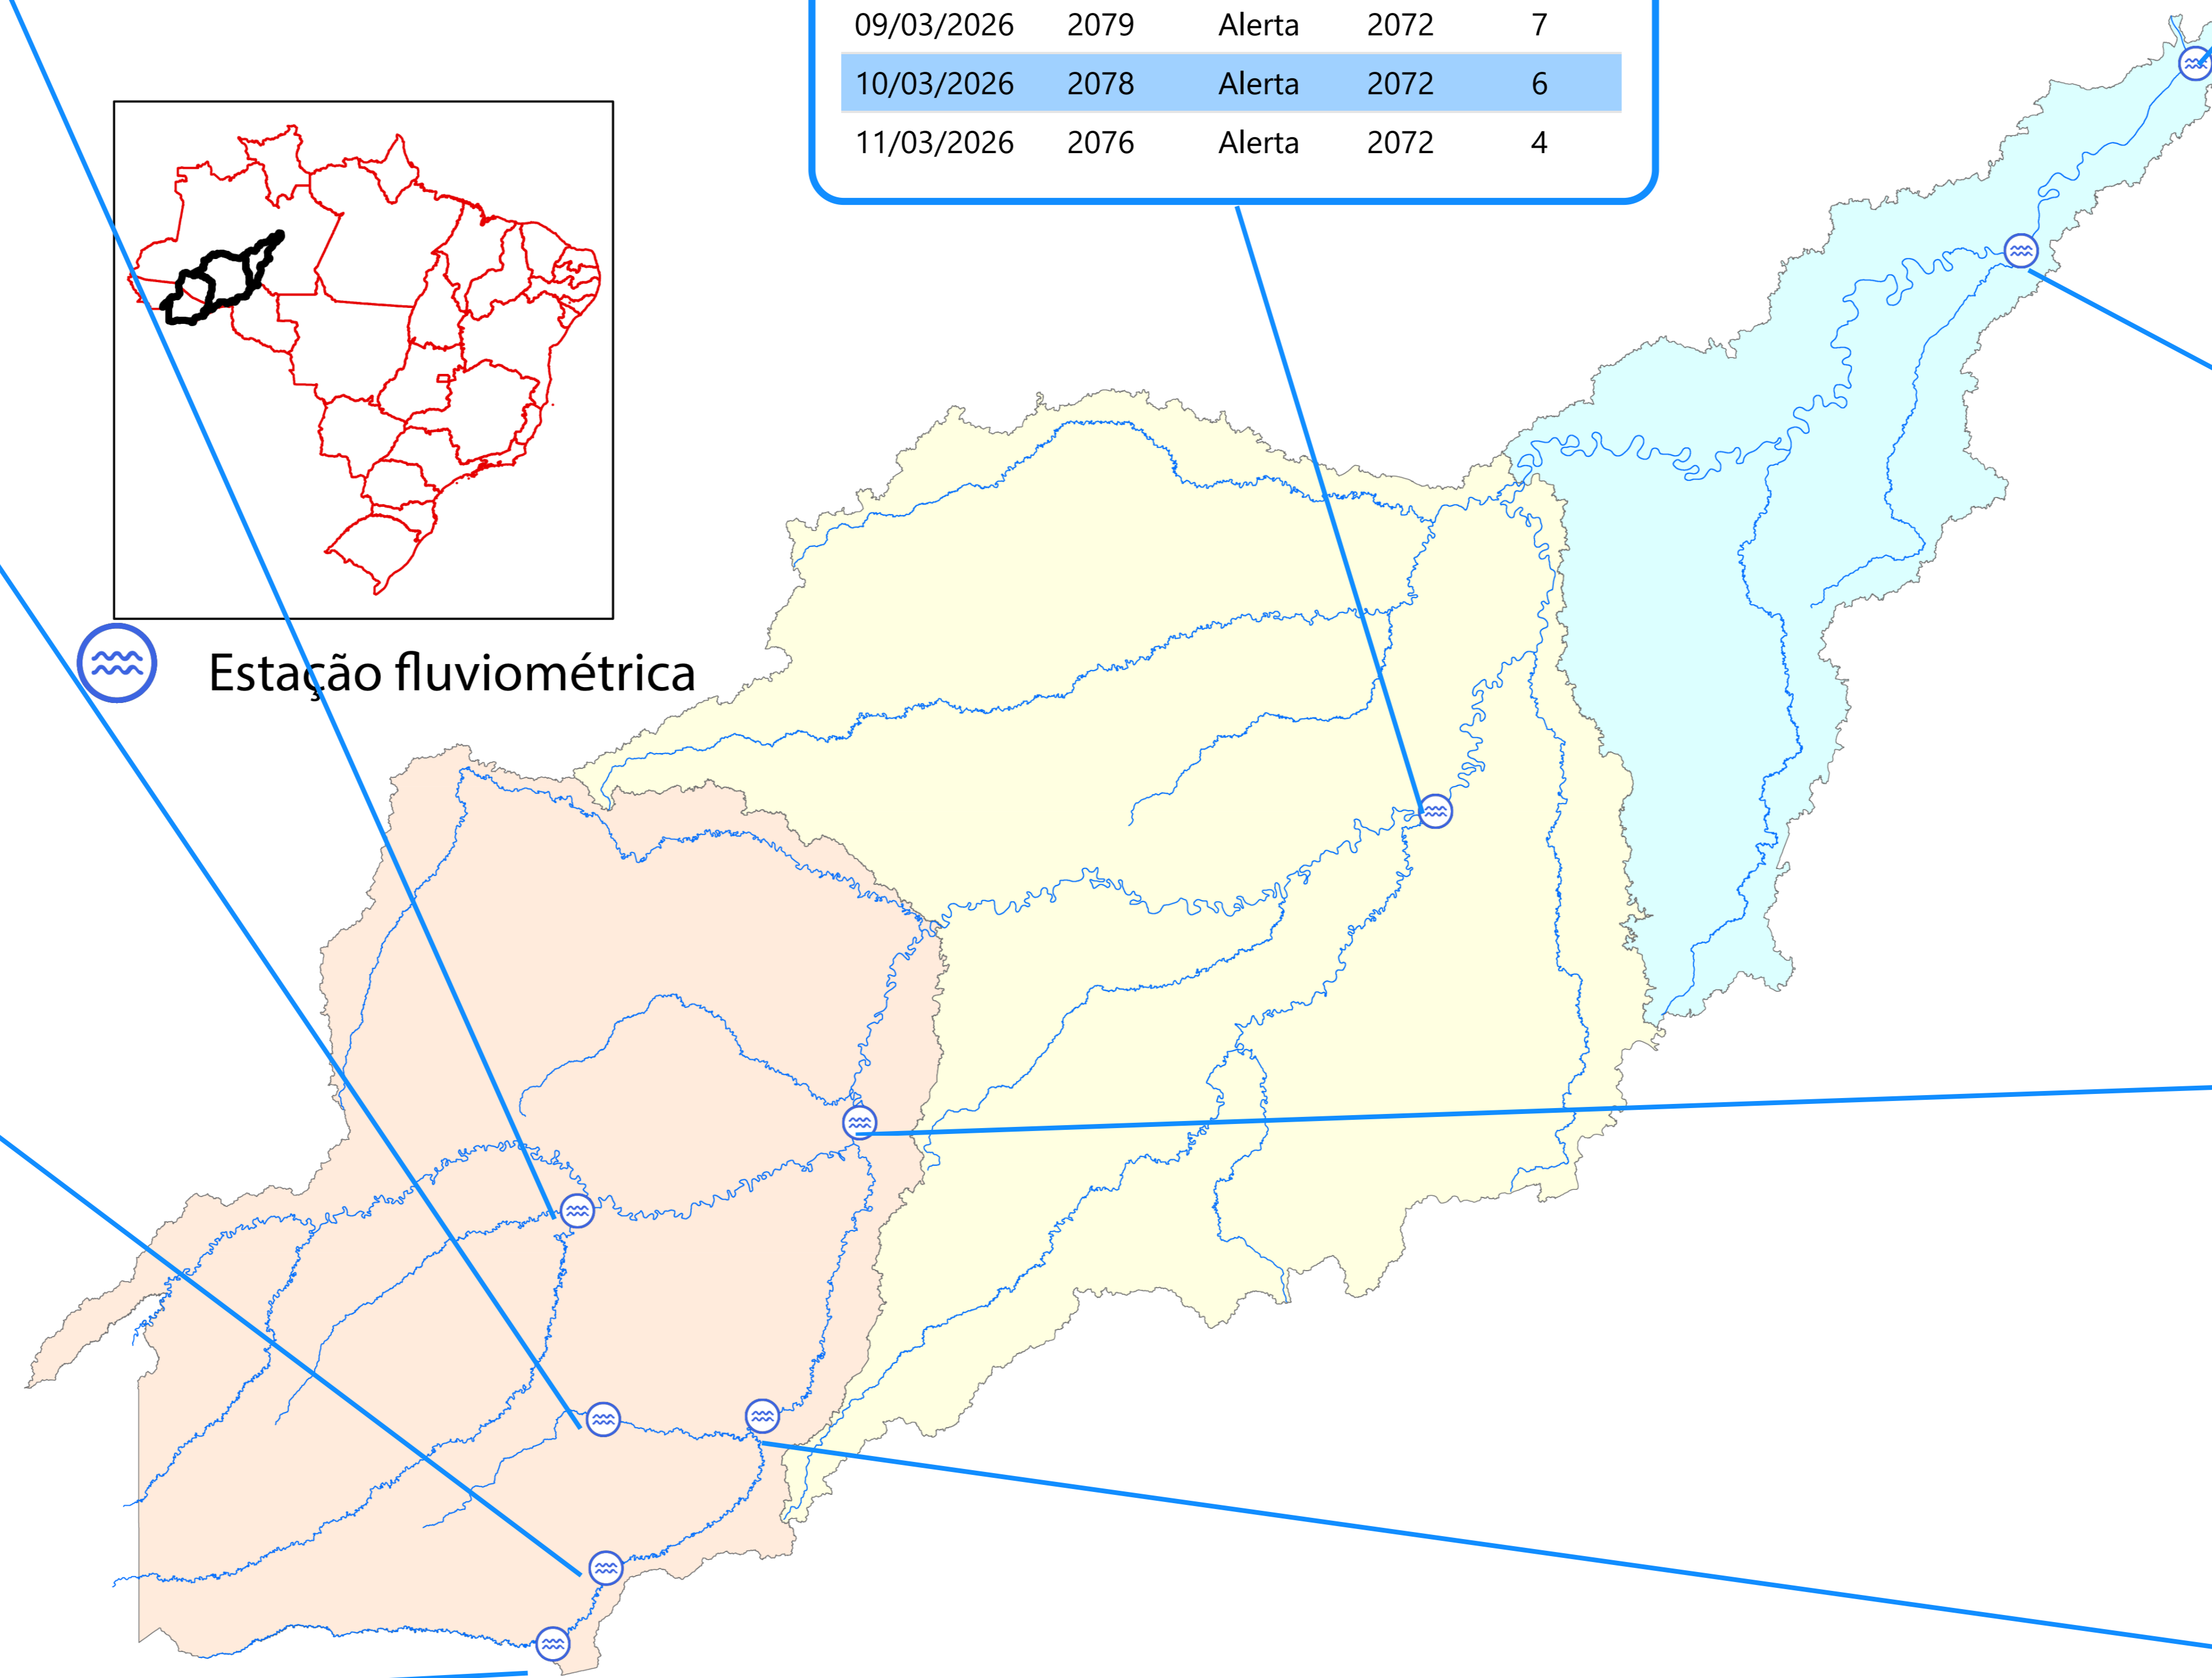 09/03/2026 2079 Alerta 2072 7
10/03/2026 2078 Alerta 2072 6
11/03/2026 2076 Alerta 2072 4
Estação fluviométrica